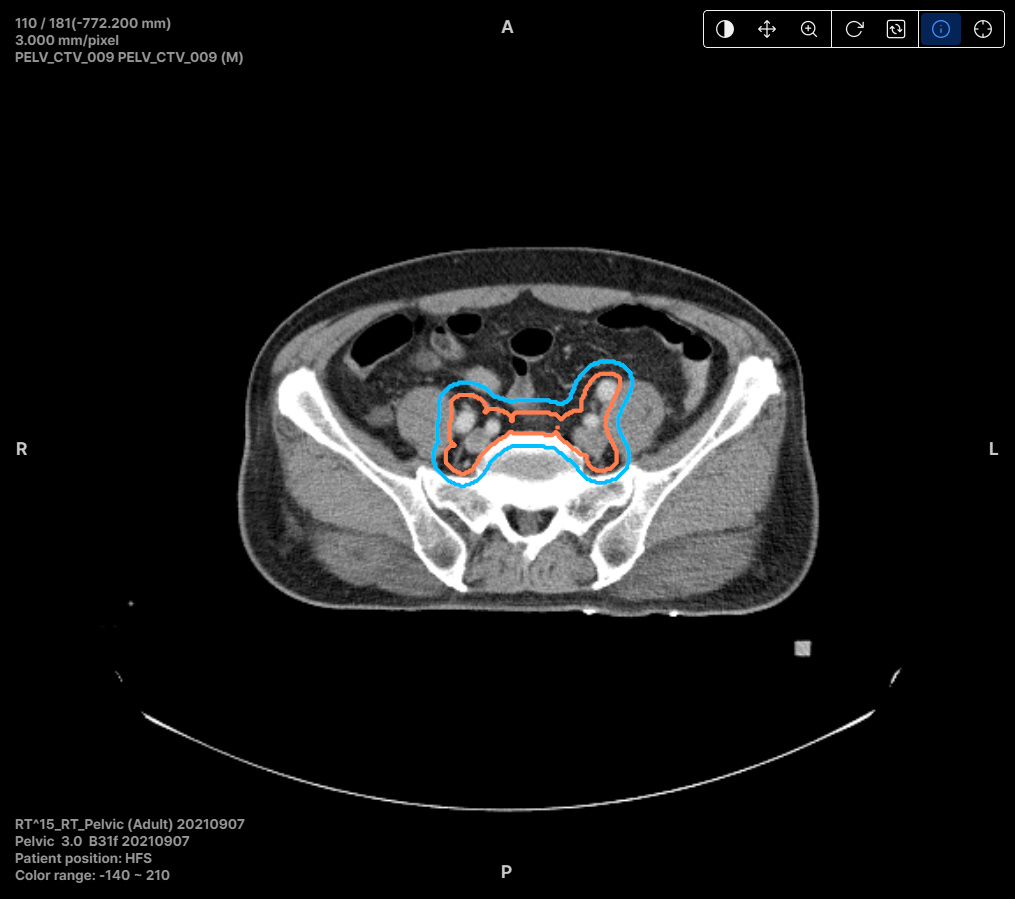 110 / 181(-772.200 mm)
3.000 mm/pixel
PELV_CTV_009 PELV_CTV_009 (M)
A
R
L
RT^15_RT_Pelvic (Adult) 20210907
Pelvic  3.0  B31f 20210907
Patient position: HFS
Color range: -140 ~ 210
P